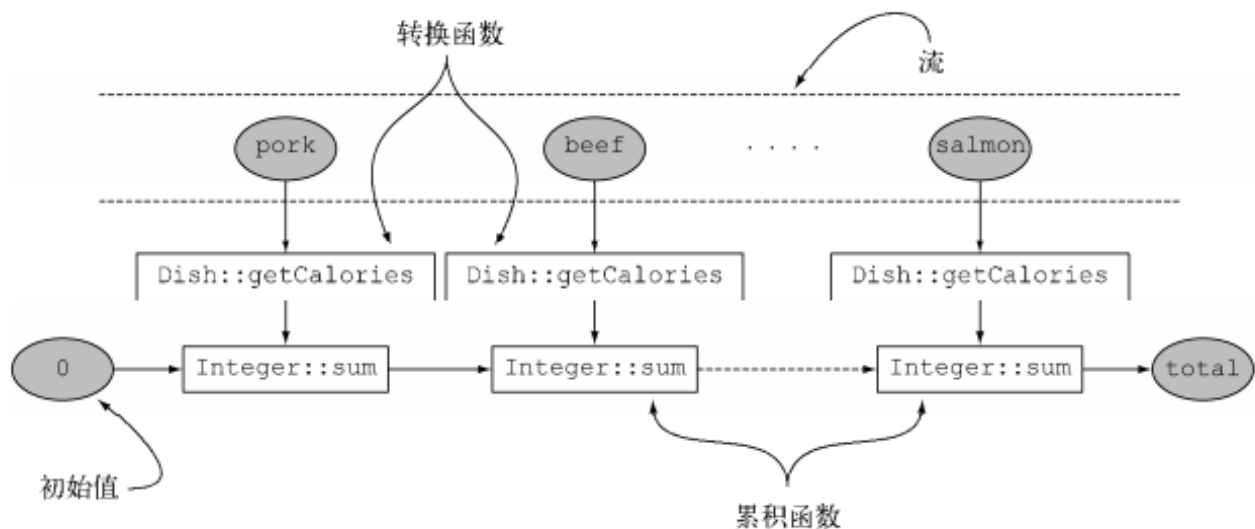 转换函数
流
pork
beef
. . . .
salmon
Dish::getCalories
Dish::getCalories
Dish::getCalories
0
Integer::sum
Integer::sum
Integer::sum
total
初始值
累积函数